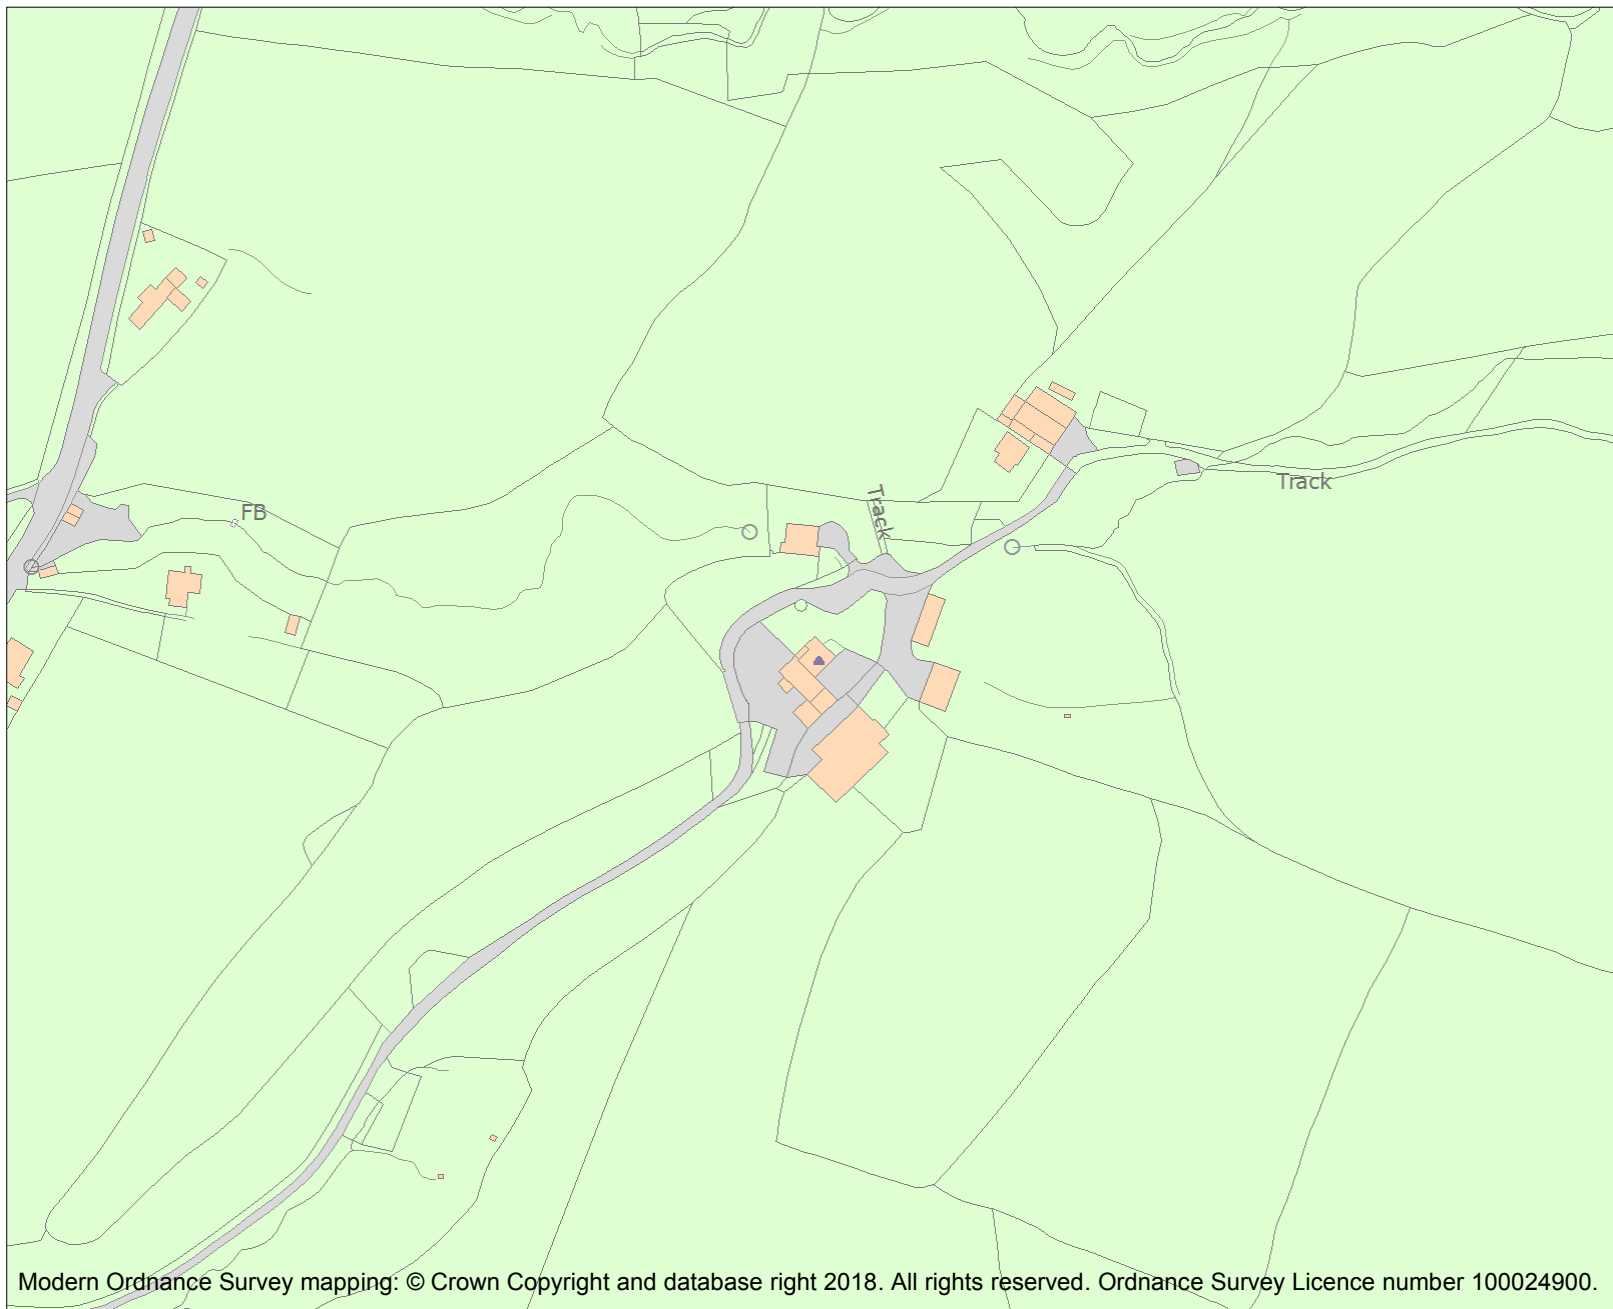 Track
FB
Track
Modern Ordnance Survey mapping: © Crown Copyright and database right 2018. All rights reserved. Ordnance Survey Licence number 100024900.